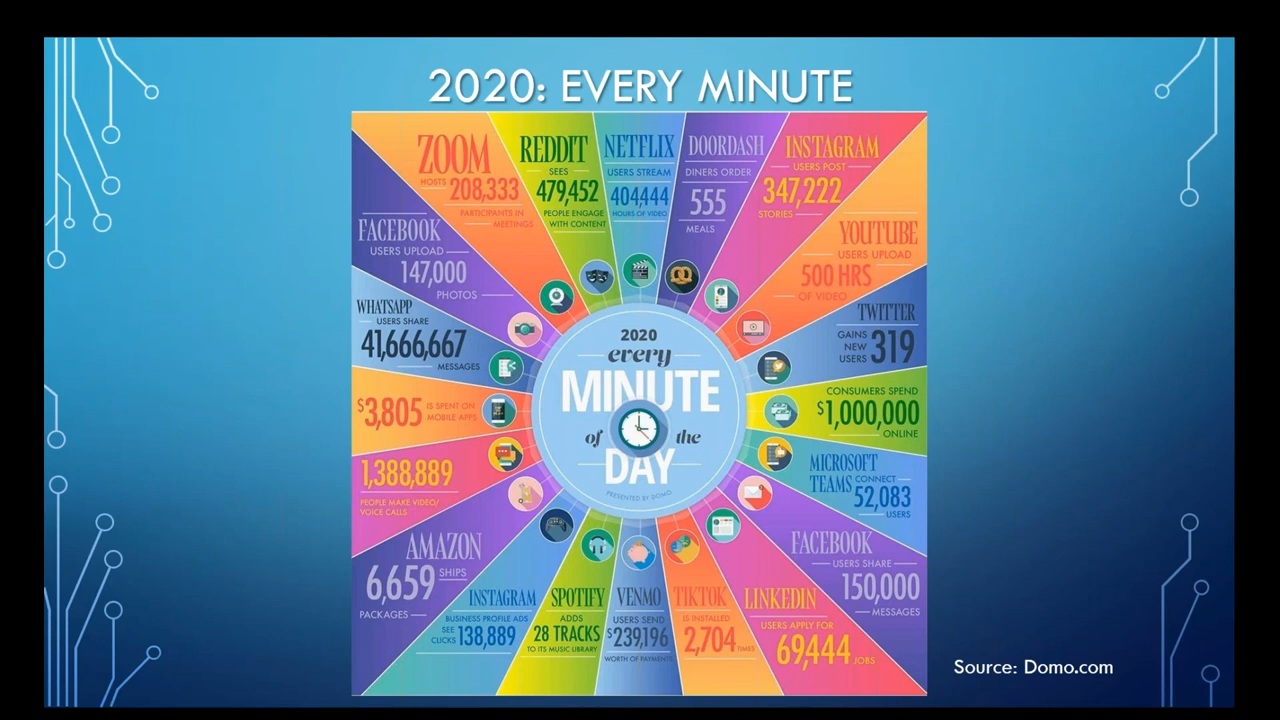 2020: EVERY MINUTE
ZOOM
HOSTS 208,333
PARTICIPANTS IN
MEETINGS
REDDIT
SEES
479,452
PEOPLE ENGAGE
WITH CONTENT
NETFLIX
USERS STREAM
404,444
HOURS OF VIDEO
DOORDASH
DINERS ORDER
555
MEALS
INSTAGRAM
USERS POST
347,222
STORIES
YOUTUBE
USERS UPLOAD
500 HRS
OF VIDEO
TWITTER
GAINS
NEW
USERS 319
CONSUMERS SPEND
$1,000,000
ONLINE
MICROSOFT
TEAMS CONNECT
52,083
USERS
FACEBOOK
USERS SHARE
150,000
MESSAGES
LINKEDIN
USERS APPLY FOR
69,444 JOBS
TIKTOK
IS INSTALLED
2,704 TIMES
VENMO
USERS SEND
$239,196
WORTH OF PAYMENTS
SPOTIFY
ADDS
28 TRACKS
TO ITS MUSIC LIBRARY
INSTAGRAM
BUSINESS PROFILE ADS
SEE
CLICKS 138,889
AMAZON
6,659 SHIPS
PACKAGES
1,388,889
PEOPLE MAKE VIDEO/
VOICE CALLS
$3,805 IS SPENT ON
MOBILE APPS
WHATSAPP
USERS SHARE
41,666,667
MESSAGES
FACEBOOK
USERS UPLOAD
147,000
PHOTOS
2020
every
MINUTE
of the
DAY
PRESENTED BY DOMO
Source: Domo.com